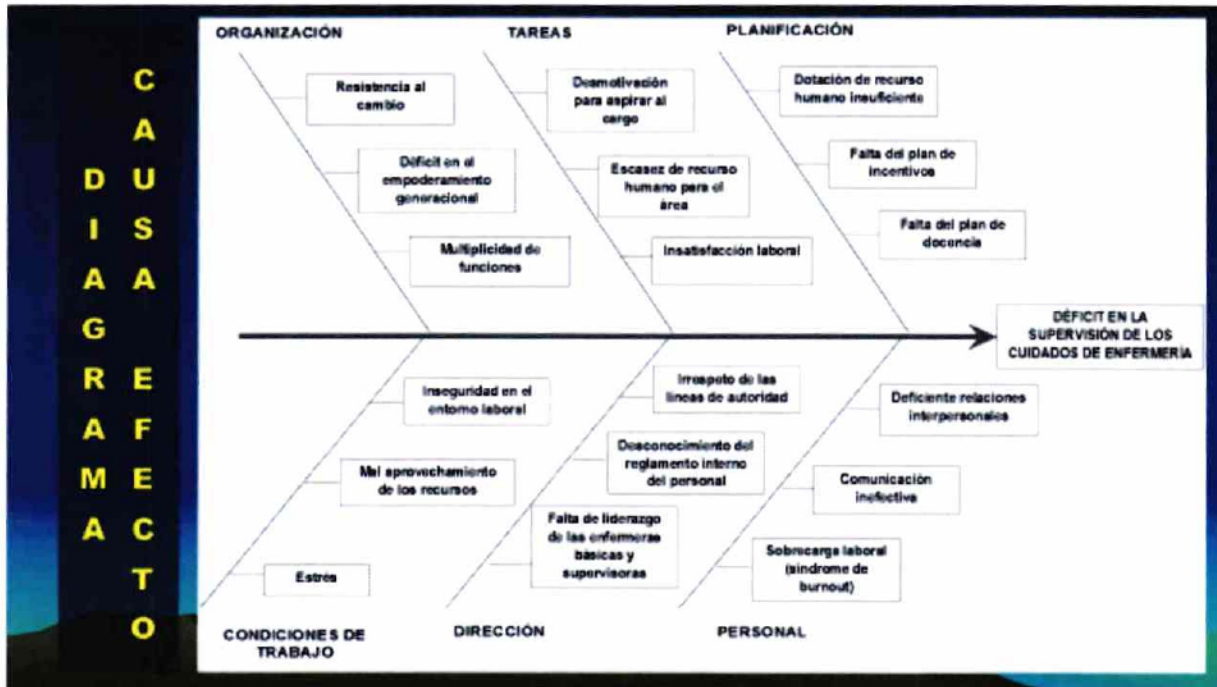 DIAGRAMA
CAUSA EFECTO
ORGANIZACIÓN
Resistencia al
cambio
Déficit en el
empoderamiento
generacional
Multiplicidad de
funciones
TAREAS
Desmotivación
para aspirar al
cargo
Escasez de recurso
humano para el
área
Insatisfacción laboral
PLANIFICACIÓN
Dotación de recurso
humano insuficiente
Falta del plan de
incentivos
Falta del plan de
docencia
DÉFICIT EN LA
SUPERVISIÓN DE LOS
CUIDADOS DE ENFERMERÍA
Inseguridad en el
entorno laboral
Mal aprovechamiento
de los recursos
Estrés
CONDICIONES DE
TRABAJO
Irrespeto de las
líneas de autoridad
Desconocimiento del
reglamento interno
del personal
Falta de liderazgo
de las enfermeras
básicas y
supervisoras
DIRECCIÓN
Deficiente relaciones
interpersonales
Comunicación
inefectiva
Sobrecarga laboral
(síndrome de
burnout)
PERSONAL